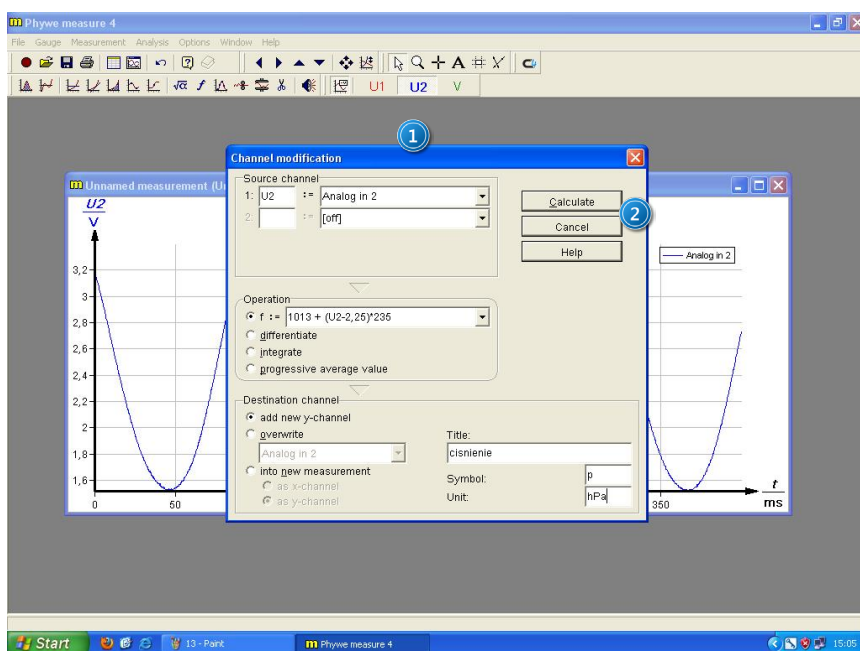 Phywe measure 4
File Gauge Measurement Analysis Options Window Help
U1 U2 V
1
Channel modification
Source channel
1: U2 := Analog in 2
2: := [off]
Calculate
Cancel
Help
2
Operation
f := 1013 + (U2-2,25)*235
differentiate
integrate
progressive average value
Destination channel
add new y-channel
overwrite
Analog in 2
into new measurement
as x-channel
as y-channel
Title:
cisnienie
Symbol: p
Unit: hPa
Unnamed measurement
U2
V
Analog in 2
3,2
3
2,8
2,6
2,4
2,2
2
1,8
1,6
0 50 350
t
ms
Start 13 - Paint Phywe measure 4 15:05